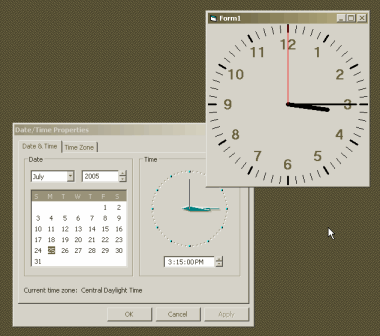 Form1
12
11 1
10 2
9 3
8 4
7 5
6
Date/Time Properties
Date & Time Time Zone
Date Time
July 2005
S M T W T F S
1 2
3 4 5 6 7 8 9
10 11 12 13 14 15 16
17 18 19 20 21 22 23
24 25 26 27 28 29 30
31
3:15:00 PM
Current time zone: Central Daylight Time
OK Cancel Apply